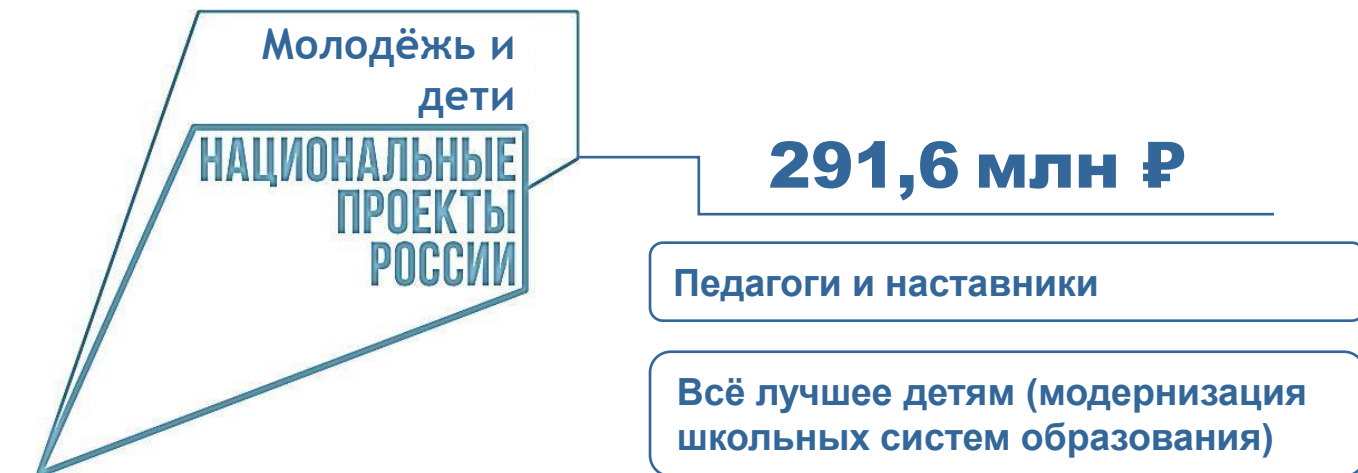 Молодёжь и
дети
НАЦИОНАЛЬНЫЕ
ПРОЕКТЫ
РОССИИ
291,6 млн ₽
Педагоги и наставники
Всё лучшее детям (модернизация
школьных систем образования)